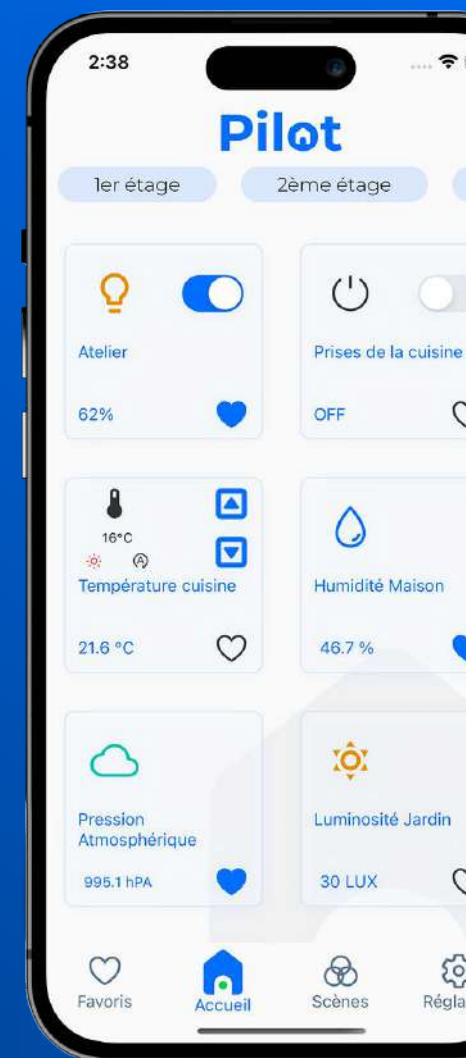 2:38
Pilot
1er étage
2ème étage
Atelier
62%
Prises de la cuisine
OFF
16°C
A
Température cuisine
21.6 °C
Humidité Maison
46.7 %
Pression
Atmosphérique
995.1 hPA
Luminosité Jardin
30 LUX
Favoris
Accueil
Scènes
Régla